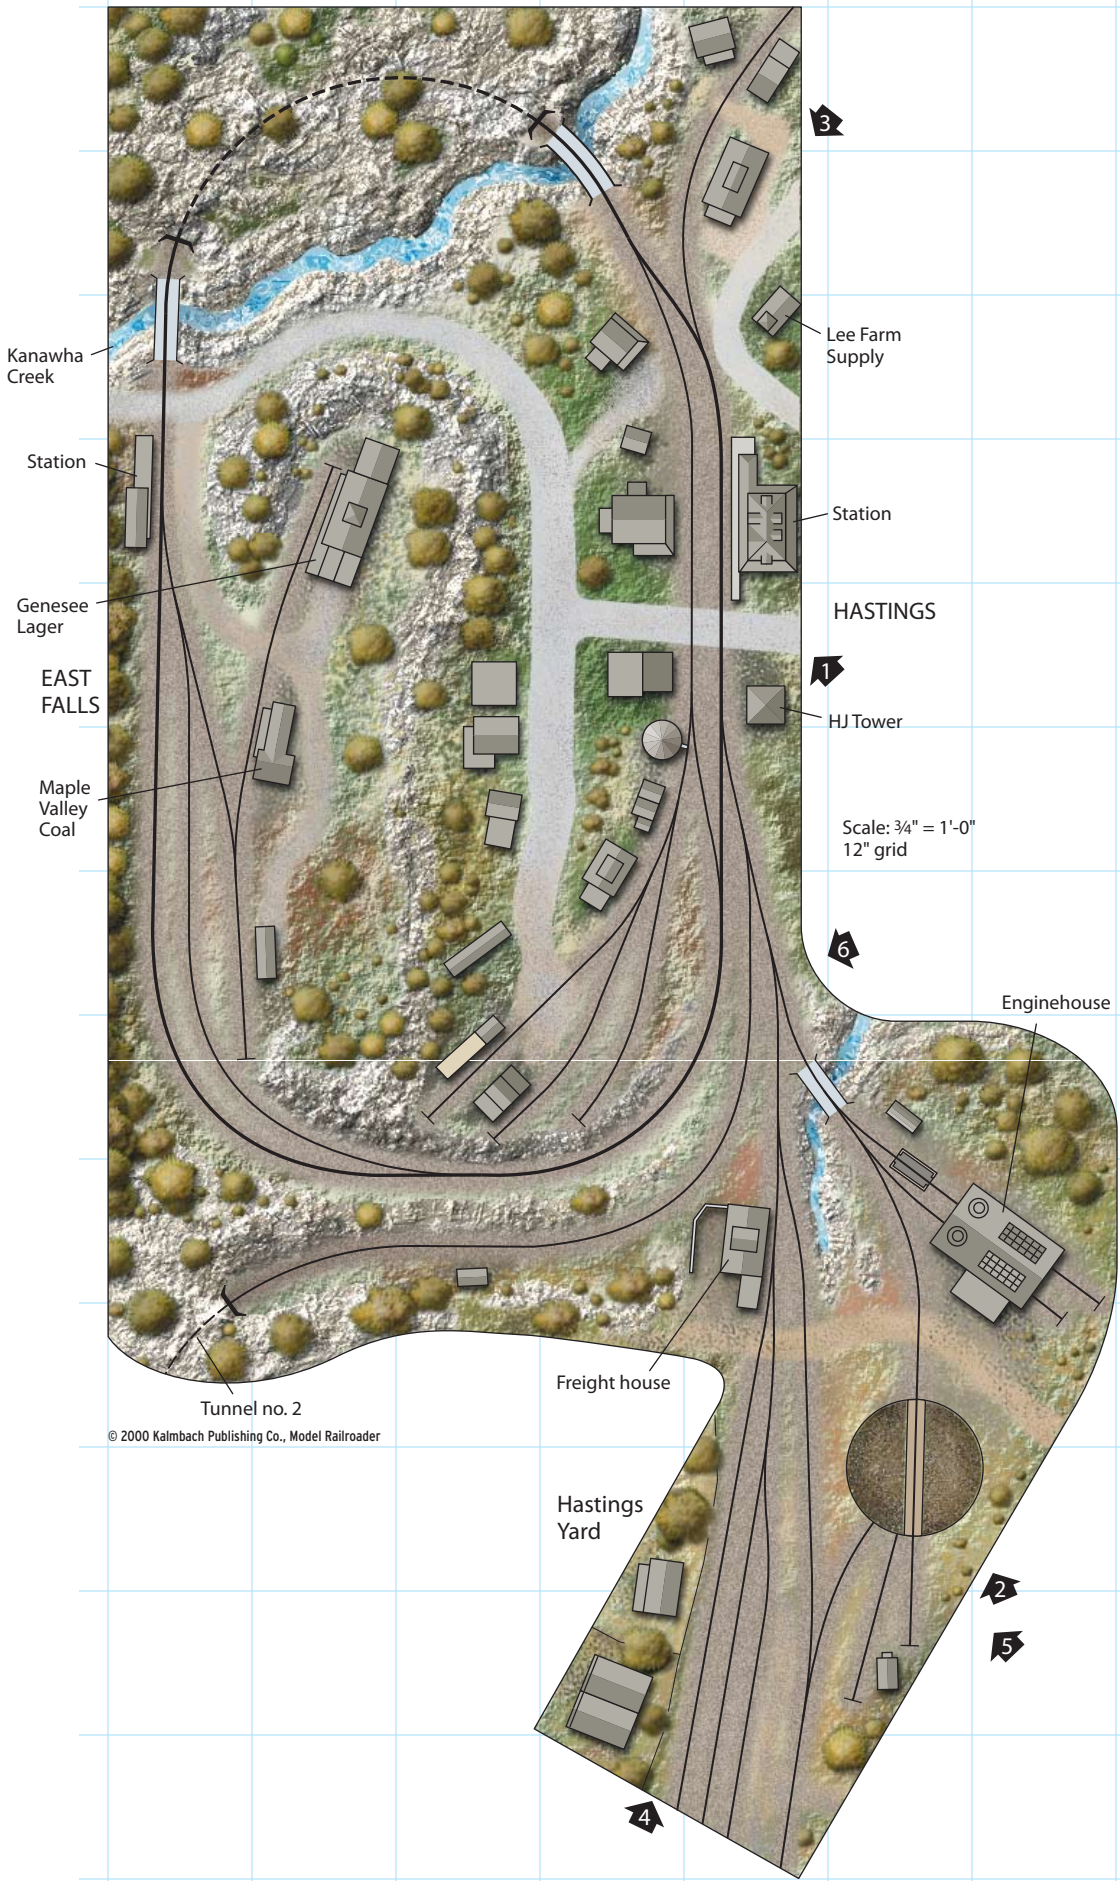 3
Lee Farm
Supply
Kanawha
Creek
Station
Station
Genesee
Lager
HASTINGS
EAST
FALLS
1
HJ Tower
Maple
Valley
Coal
Scale: ¾" = 1'-0"
12" grid
6
Enginehouse
Freight house
Tunnel no. 2
© 2000 Kalmbach Publishing Co., Model Railroader
Hastings
Yard
2
5
4